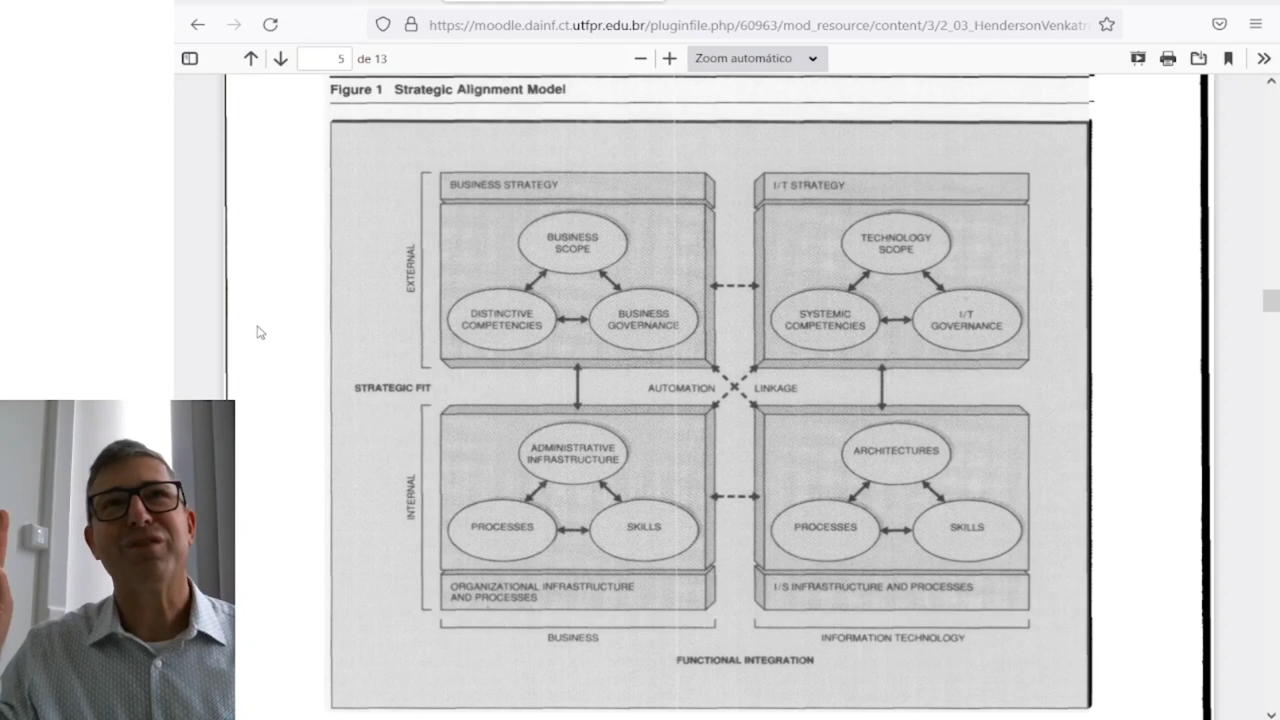 https://moodle.dainf.ct.utfpr.edu.br/pluginfile.php/60963/mod_resource/content/3/2_03_HendersonVenkatr
5 de 13
Zoom automático
Figure 1 Strategic Alignment Model
BUSINESS STRATEGY
I/T STRATEGY
BUSINESS
SCOPE
TECHNOLOGY
SCOPE
EXTERNAL
DISTINCTIVE
COMPETENCIES
BUSINESS
GOVERNANCE
SYSTEMIC
COMPETENCIES
I/T
GOVERNANCE
STRATEGIC FIT
AUTOMATION
LINKAGE
ADMINISTRATIVE
INFRASTRUCTURE
ARCHITECTURES
INTERNAL
PROCESSES
SKILLS
PROCESSES
SKILLS
ORGANIZATIONAL INFRASTRUCTURE
AND PROCESSES
I/S INFRASTRUCTURE AND PROCESSES
BUSINESS
INFORMATION TECHNOLOGY
FUNCTIONAL INTEGRATION